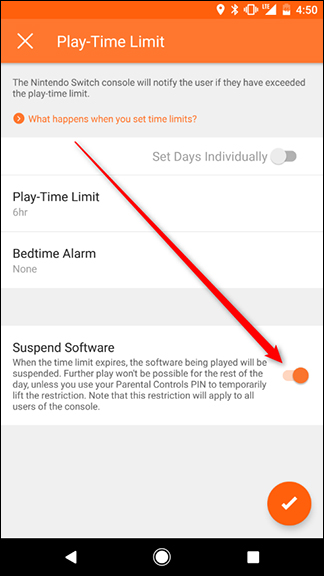 LTE 4:50
Play-Time Limit
The Nintendo Switch console will notify the user if they have exceeded
the play-time limit.
What happens when you set time limits?
Set Days Individually
Play-Time Limit
6hr
Bedtime Alarm
None
Suspend Software
When the time limit expires, the software being played will be
suspended. Further play won't be possible for the rest of the
day, unless you use your Parental Controls PIN to temporarily
lift the restriction. Note that this restriction will apply to all
users of the console.